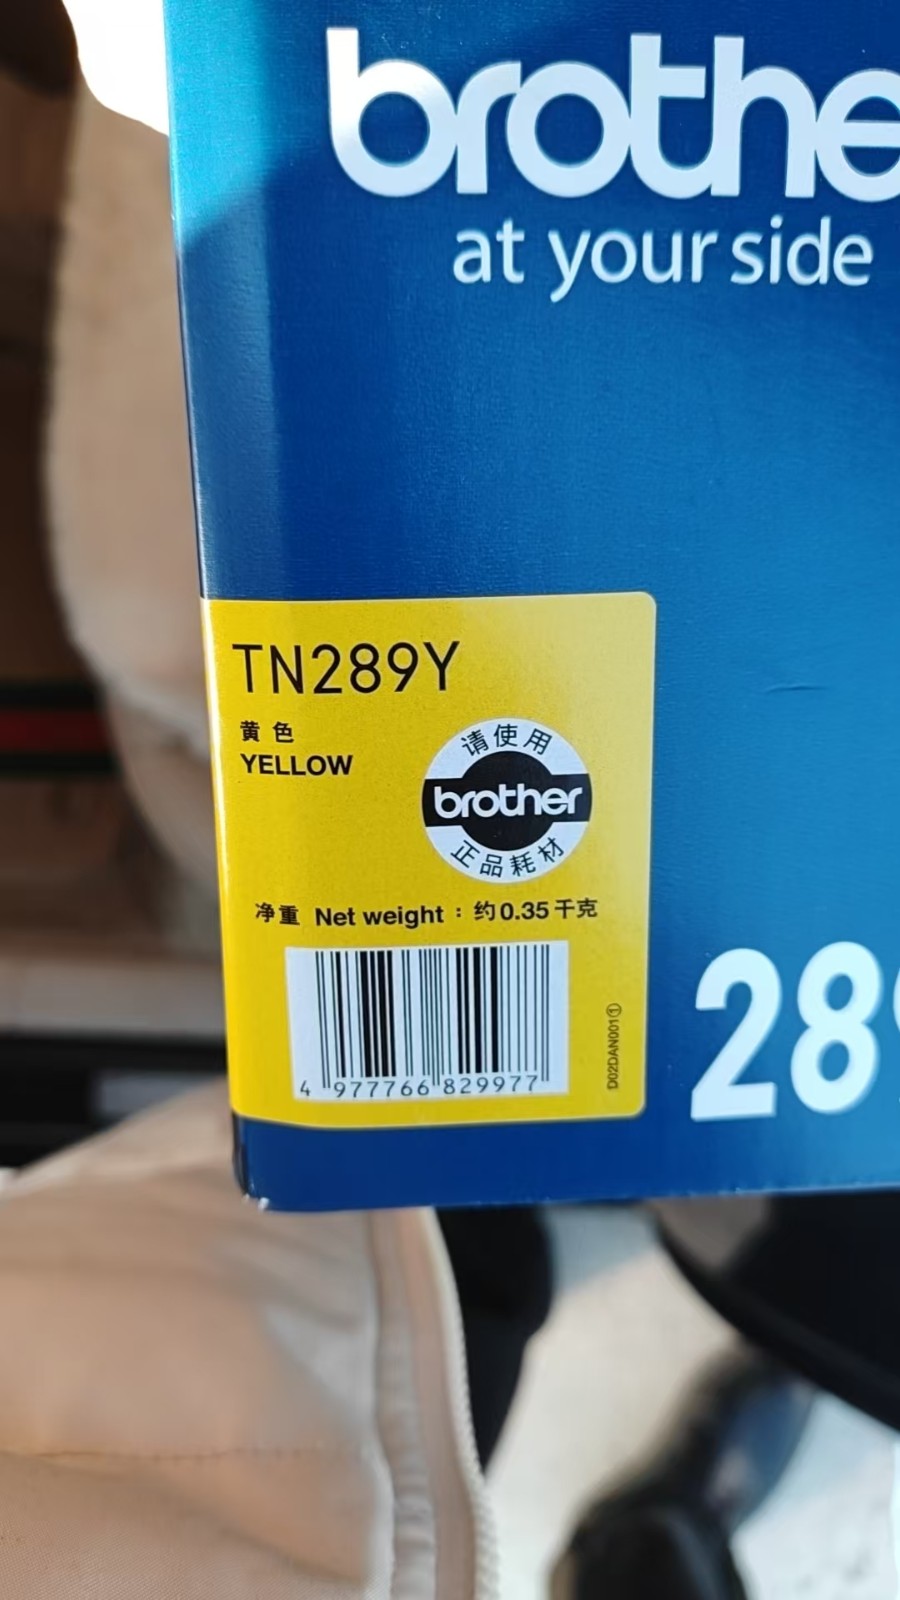 brothe
at your side
TN289Y
黄色
YELLOW
请使用
brother
正品耗材
净重 Net weight：约0.35千克
4 977766 829977
D02DAN001①
28